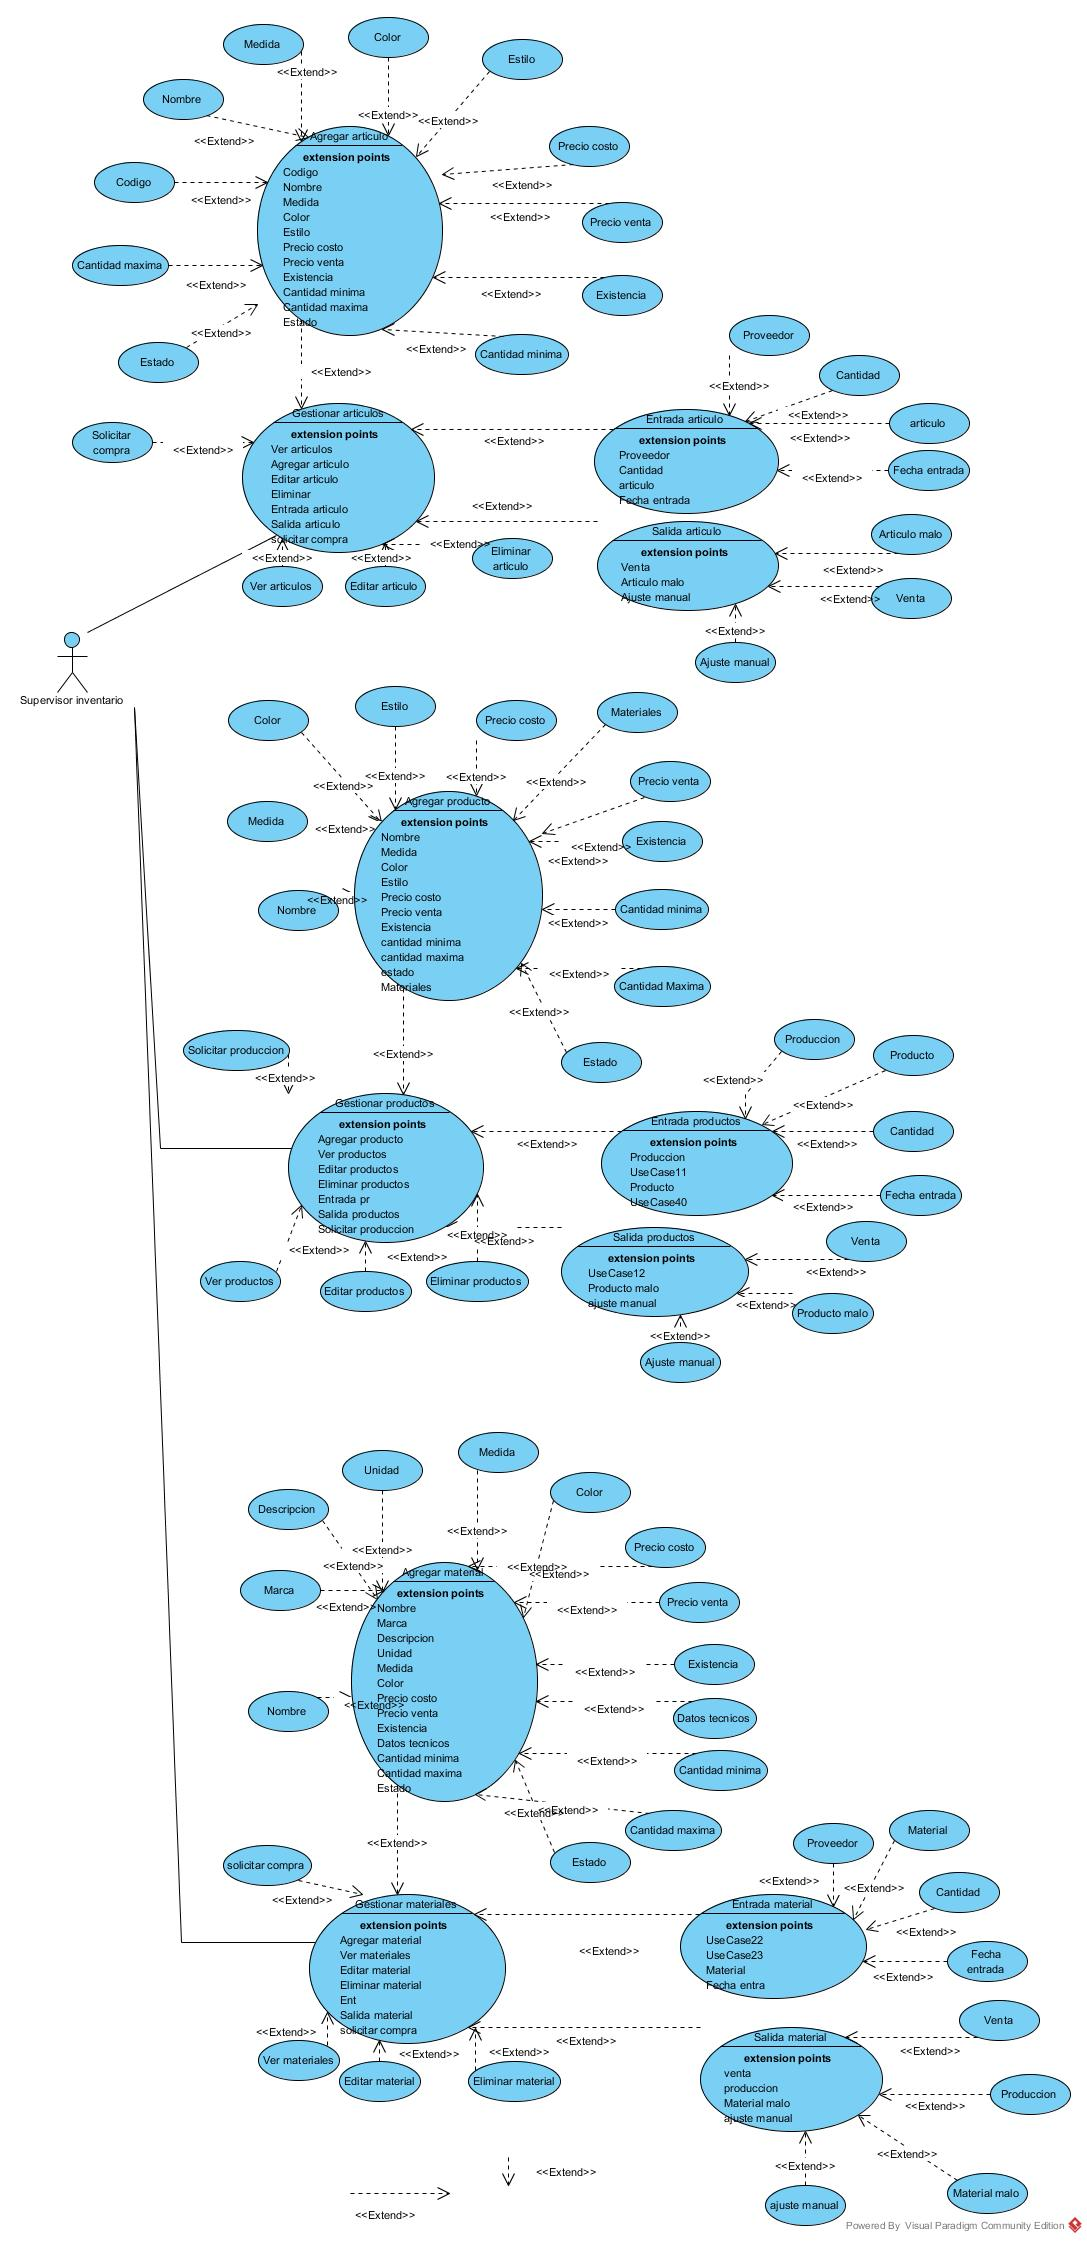 Medida
Color
Estilo
<<Extend>>
Nombre
<<Extend>>
<<Extend>>
<<Extend>>
Agregar articulo
extension points
Codigo
Nombre
Medida
Color
Estilo
Precio costo
Precio venta
Existencia
Cantidad minima
Cantidad maxima
Estado
Precio costo
<<Extend>>
Codigo
<<Extend>>
Precio venta
<<Extend>>
Cantidad maxima
<<Extend>>
Existencia
<<Extend>>
Estado
<<Extend>>
Cantidad minima
<<Extend>>
<<Extend>>
Proveedor
<<Extend>>
Cantidad
<<Extend>>
articulo
<<Extend>>
Fecha entrada
<<Extend>>
Solicitar
compra
<<Extend>>
Gestionar articulos
extension points
Ver articulos
Agregar articulo
Editar articulo
Eliminar
Entrada articulo
Salida articulo
solicitar compra
<<Extend>>
Entrada articulo
extension points
Proveedor
Cantidad
articulo
Fecha entrada
<<Extend>>
Salida articulo
extension points
Venta
Articulo malo
Ajuste manual
Articulo malo
<<Extend>>
Venta
<<Extend>>
<<Extend>>
Ajuste manual
<<Extend>>
Ver articulos
<<Extend>>
Editar articulo
<<Extend>>
Eliminar
articulo
Supervisor inventario
Color
Estilo
Precio costo
Materiales
<<Extend>>
<<Extend>>
<<Extend>>
<<Extend>>
Precio venta
<<Extend>>
Medida
<<Extend>>
Existencia
<<Extend>>
Agregar producto
extension points
Nombre
Medida
Color
Estilo
Precio costo
Precio venta
Existencia
cantidad minima
cantidad maxima
estado
Materiales
Nombre
<<Extend>>
Cantidad minima
<<Extend>>
Cantidad Maxima
<<Extend>>
<<Extend>>
Estado
<<Extend>>
Solicitar produccion
<<Extend>>
Produccion
Producto
<<Extend>>
<<Extend>>
Cantidad
<<Extend>>
Fecha entrada
<<Extend>>
Gestionar productos
extension points
Agregar producto
Ver productos
Editar productos
Eliminar productos
Entrada pr
Salida productos
Solicitar produccion
<<Extend>>
Entrada productos
extension points
Produccion
UseCase11
Producto
UseCase40
<<Extend>>
<<Extend>>
<<Extend>>
<<Extend>>
Ver productos
Editar productos
Eliminar productos
Salida productos
extension points
UseCase12
Producto malo
ajuste manual
Venta
<<Extend>>
Producto malo
<<Extend>>
<<Extend>>
Ajuste manual
Medida
Unidad
Color
Descripcion
<<Extend>>
Precio costo
<<Extend>>
<<Extend>>
<<Extend>>
<<Extend>>
Marca
<<Extend>>
Precio venta
<<Extend>>
Agregar material
extension points
Nombre
Marca
Descripcion
Unidad
Medida
Color
Precio costo
Precio venta
Existencia
Datos tecnicos
Cantidad minima
Cantidad maxima
Estado
Existencia
<<Extend>>
Nombre
<<Extend>>
Datos tecnicos
<<Extend>>
Cantidad minima
<<Extend>>
<<Extend>>
<<Extend>>
Cantidad maxima
<<Extend>>
Estado
solicitar compra
<<Extend>>
Proveedor
Material
<<Extend>>
<<Extend>>
Cantidad
<<Extend>>
Fecha
entrada
<<Extend>>
Gestionar materiales
extension points
Agregar material
Ver materiales
Editar material
Eliminar material
Ent
Salida material
solicitar compra
<<Extend>>
Entrada material
extension points
UseCase22
UseCase23
Material
Fecha entra
<<Extend>>
<<Extend>>
<<Extend>>
<<Extend>>
Ver materiales
Editar material
Eliminar material
Salida material
extension points
venta
produccion
Material malo
ajuste manual
Venta
<<Extend>>
Produccion
<<Extend>>
<<Extend>>
<<Extend>>
Material malo
ajuste manual
<<Extend>>
<<Extend>>
Powered By Visual Paradigm Community Edition